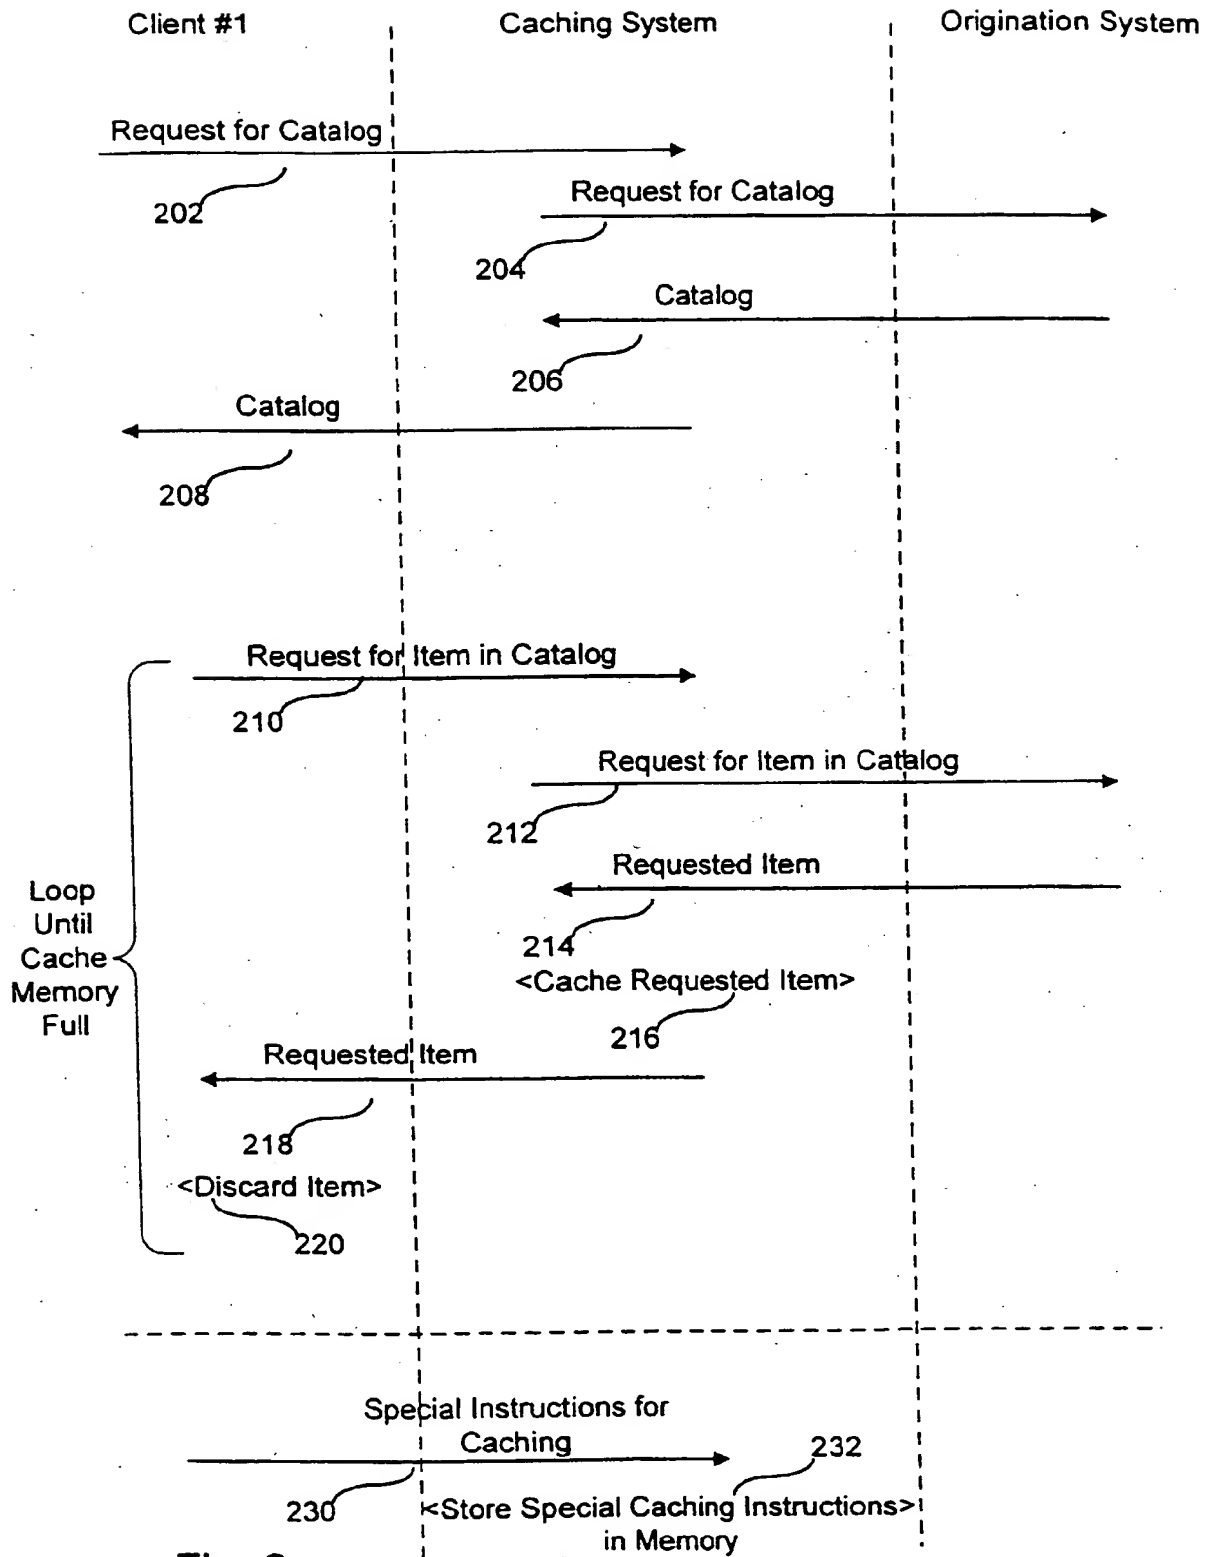 Client #1
Caching System
Origination System
Request for Catalog
202
Request for Catalog
204
Catalog
206
Catalog
208
Request for Item in Catalog
210
Request for Item in Catalog
212
Requested Item
214
<Cache Requested Item>
216
Loop
Until
Cache
Memory
Full
Requested Item
218
<Discard Item>
220
Special Instructions for
Caching
230
232
<Store Special Caching Instructions>
in Memory